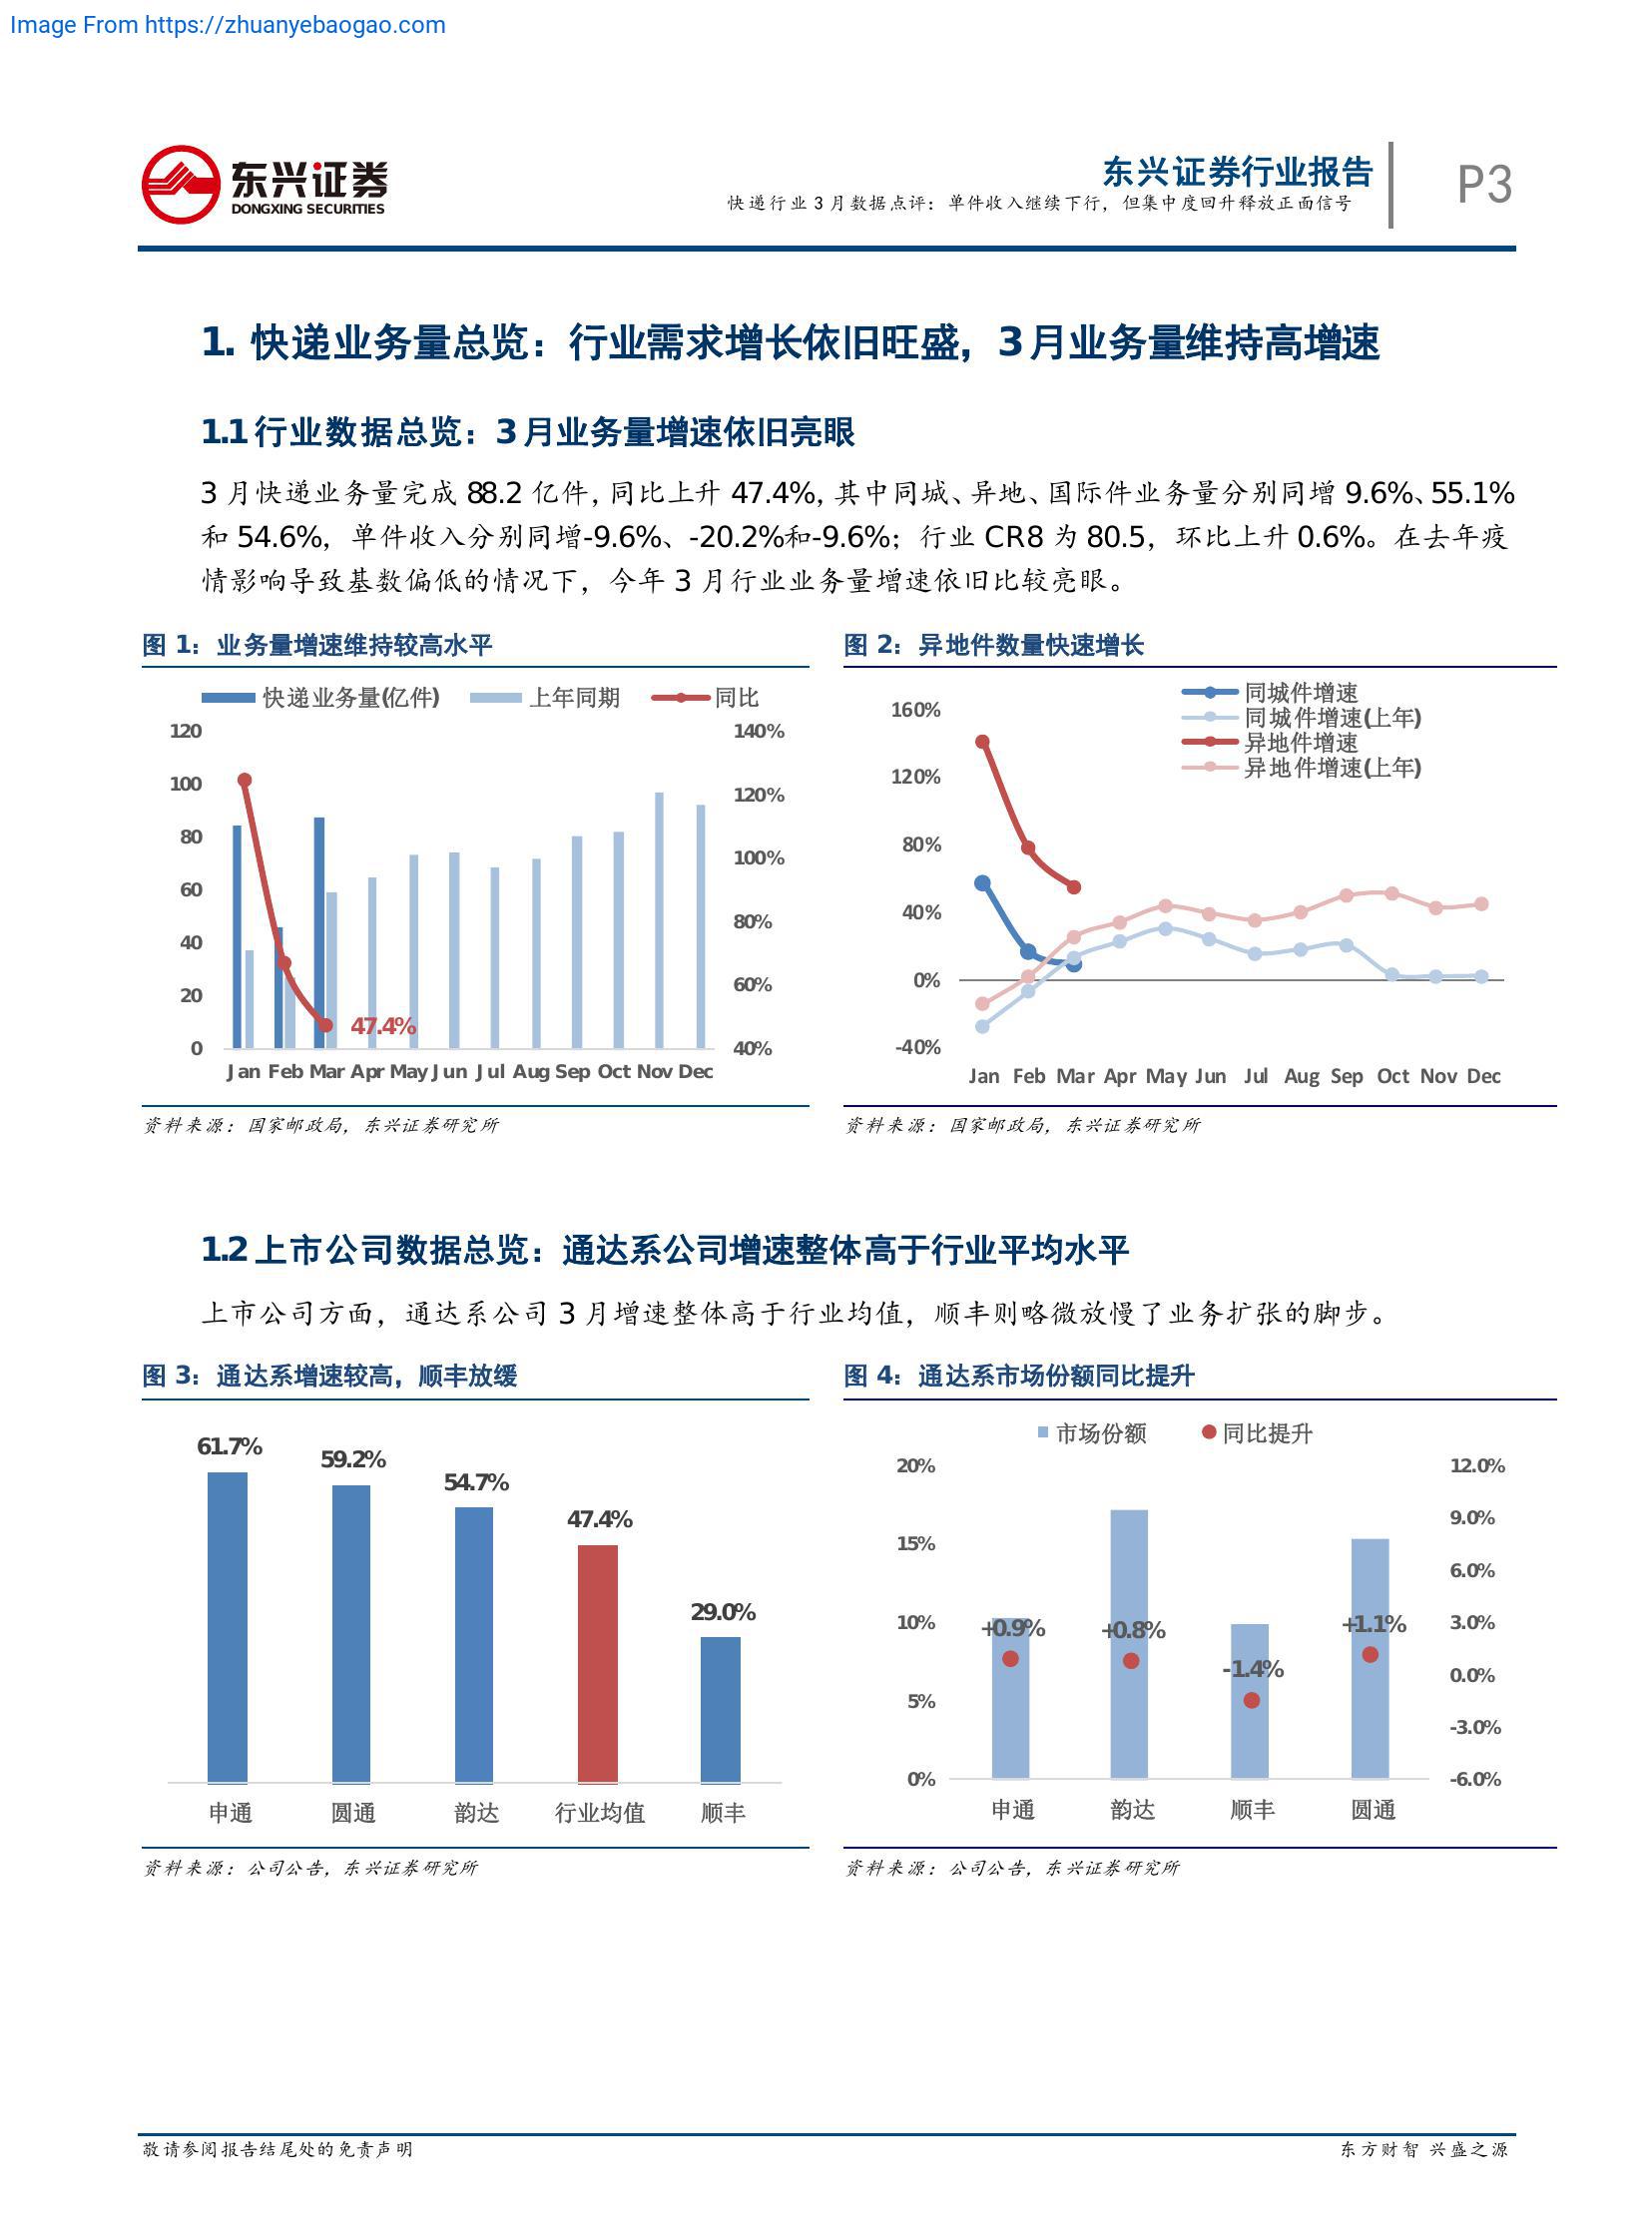 Image From https://zhuanyebaogao.com
东兴证券
DONGXING SECURITIES
东兴证券行业报告
快递行业 3 月数据点评：单件收入继续下行，但集中度回升释放正面信号
P3
1. 快递业务量总览：行业需求增长依旧旺盛，3 月业务量维持高增速
1.1 行业数据总览：3 月业务量增速依旧亮眼
3 月快递业务量完成 88.2 亿件，同比上升 47.4%，其中同城、异地、国际件业务量分别同增 9.6%、55.1%
和 54.6%，单件收入分别同增-9.6%、-20.2%和-9.6%；行业 CR8 为 80.5，环比上升 0.6%。在去年疫
情影响导致基数偏低的情况下，今年 3 月行业业务量增速依旧比较亮眼。
图 1：业务量增速维持较高水平
快递业务量(亿件) 上年同期 同比
120 140%
100 120%
80 100%
60 80%
40 60%
20
0 40%
47.4%
Jan Feb Mar Apr May Jun Jul Aug Sep Oct Nov Dec
资料来源：国家邮政局，东兴证券研究所
图 2：异地件数量快速增长
同城件增速
同城件增速(上年)
异地件增速
异地件增速(上年)
160%
120%
80%
40%
0%
-40%
Jan Feb Mar Apr May Jun Jul Aug Sep Oct Nov Dec
资料来源：国家邮政局，东兴证券研究所
1.2 上市公司数据总览：通达系公司增速整体高于行业平均水平
上市公司方面，通达系公司 3 月增速整体高于行业均值，顺丰则略微放慢了业务扩张的脚步。
图 3：通达系增速较高，顺丰放缓
61.7% 59.2% 54.7% 47.4% 29.0%
申通 圆通 韵达 行业均值 顺丰
资料来源：公司公告，东兴证券研究所
图 4：通达系市场份额同比提升
市场份额 同比提升
20% 12.0%
9.0%
15%
6.0%
10% 3.0%
0.0%
5%
-3.0%
0% -6.0%
+0.9% +0.8% -1.4% +1.1%
申通 韵达 顺丰 圆通
资料来源：公司公告，东兴证券研究所
敬请参阅报告结尾处的免责声明
东方财智 兴盛之源